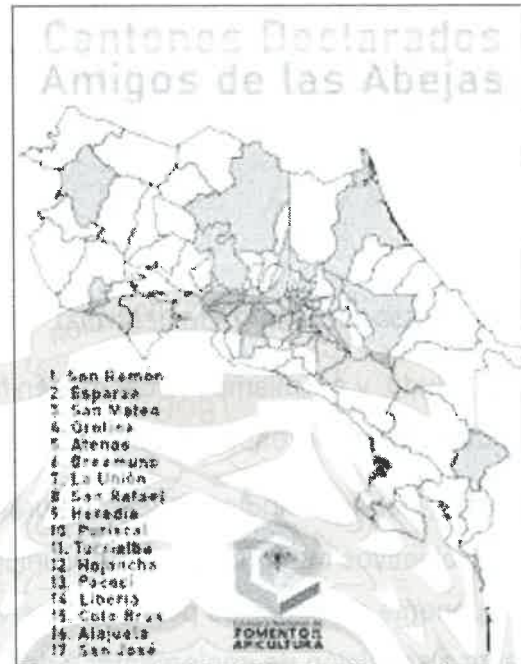 Cantones Declarados
Amigos de las Abejas
1. San Ramon
2. Esparza
3. San Mateo
4. Orotina
5. Atenas
6. Oreamuno
7. La Unión
8. San Rafael
9. Heredia
10. Puriscal
11. Turrialba
12. Hojancha
13. Pococí
14. Liberia
15. Coto Brus
16. Alajuela
17. San José
FOMENTO
APICULTURA